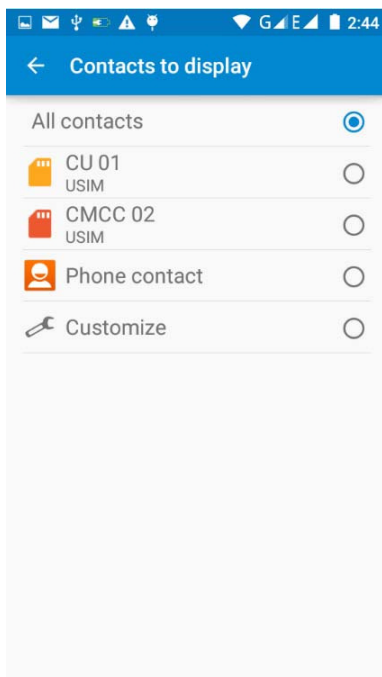 G E 2:44
Contacts to display
All contacts
CU 01
USIM
CMCC 02
USIM
Phone contact
Customize